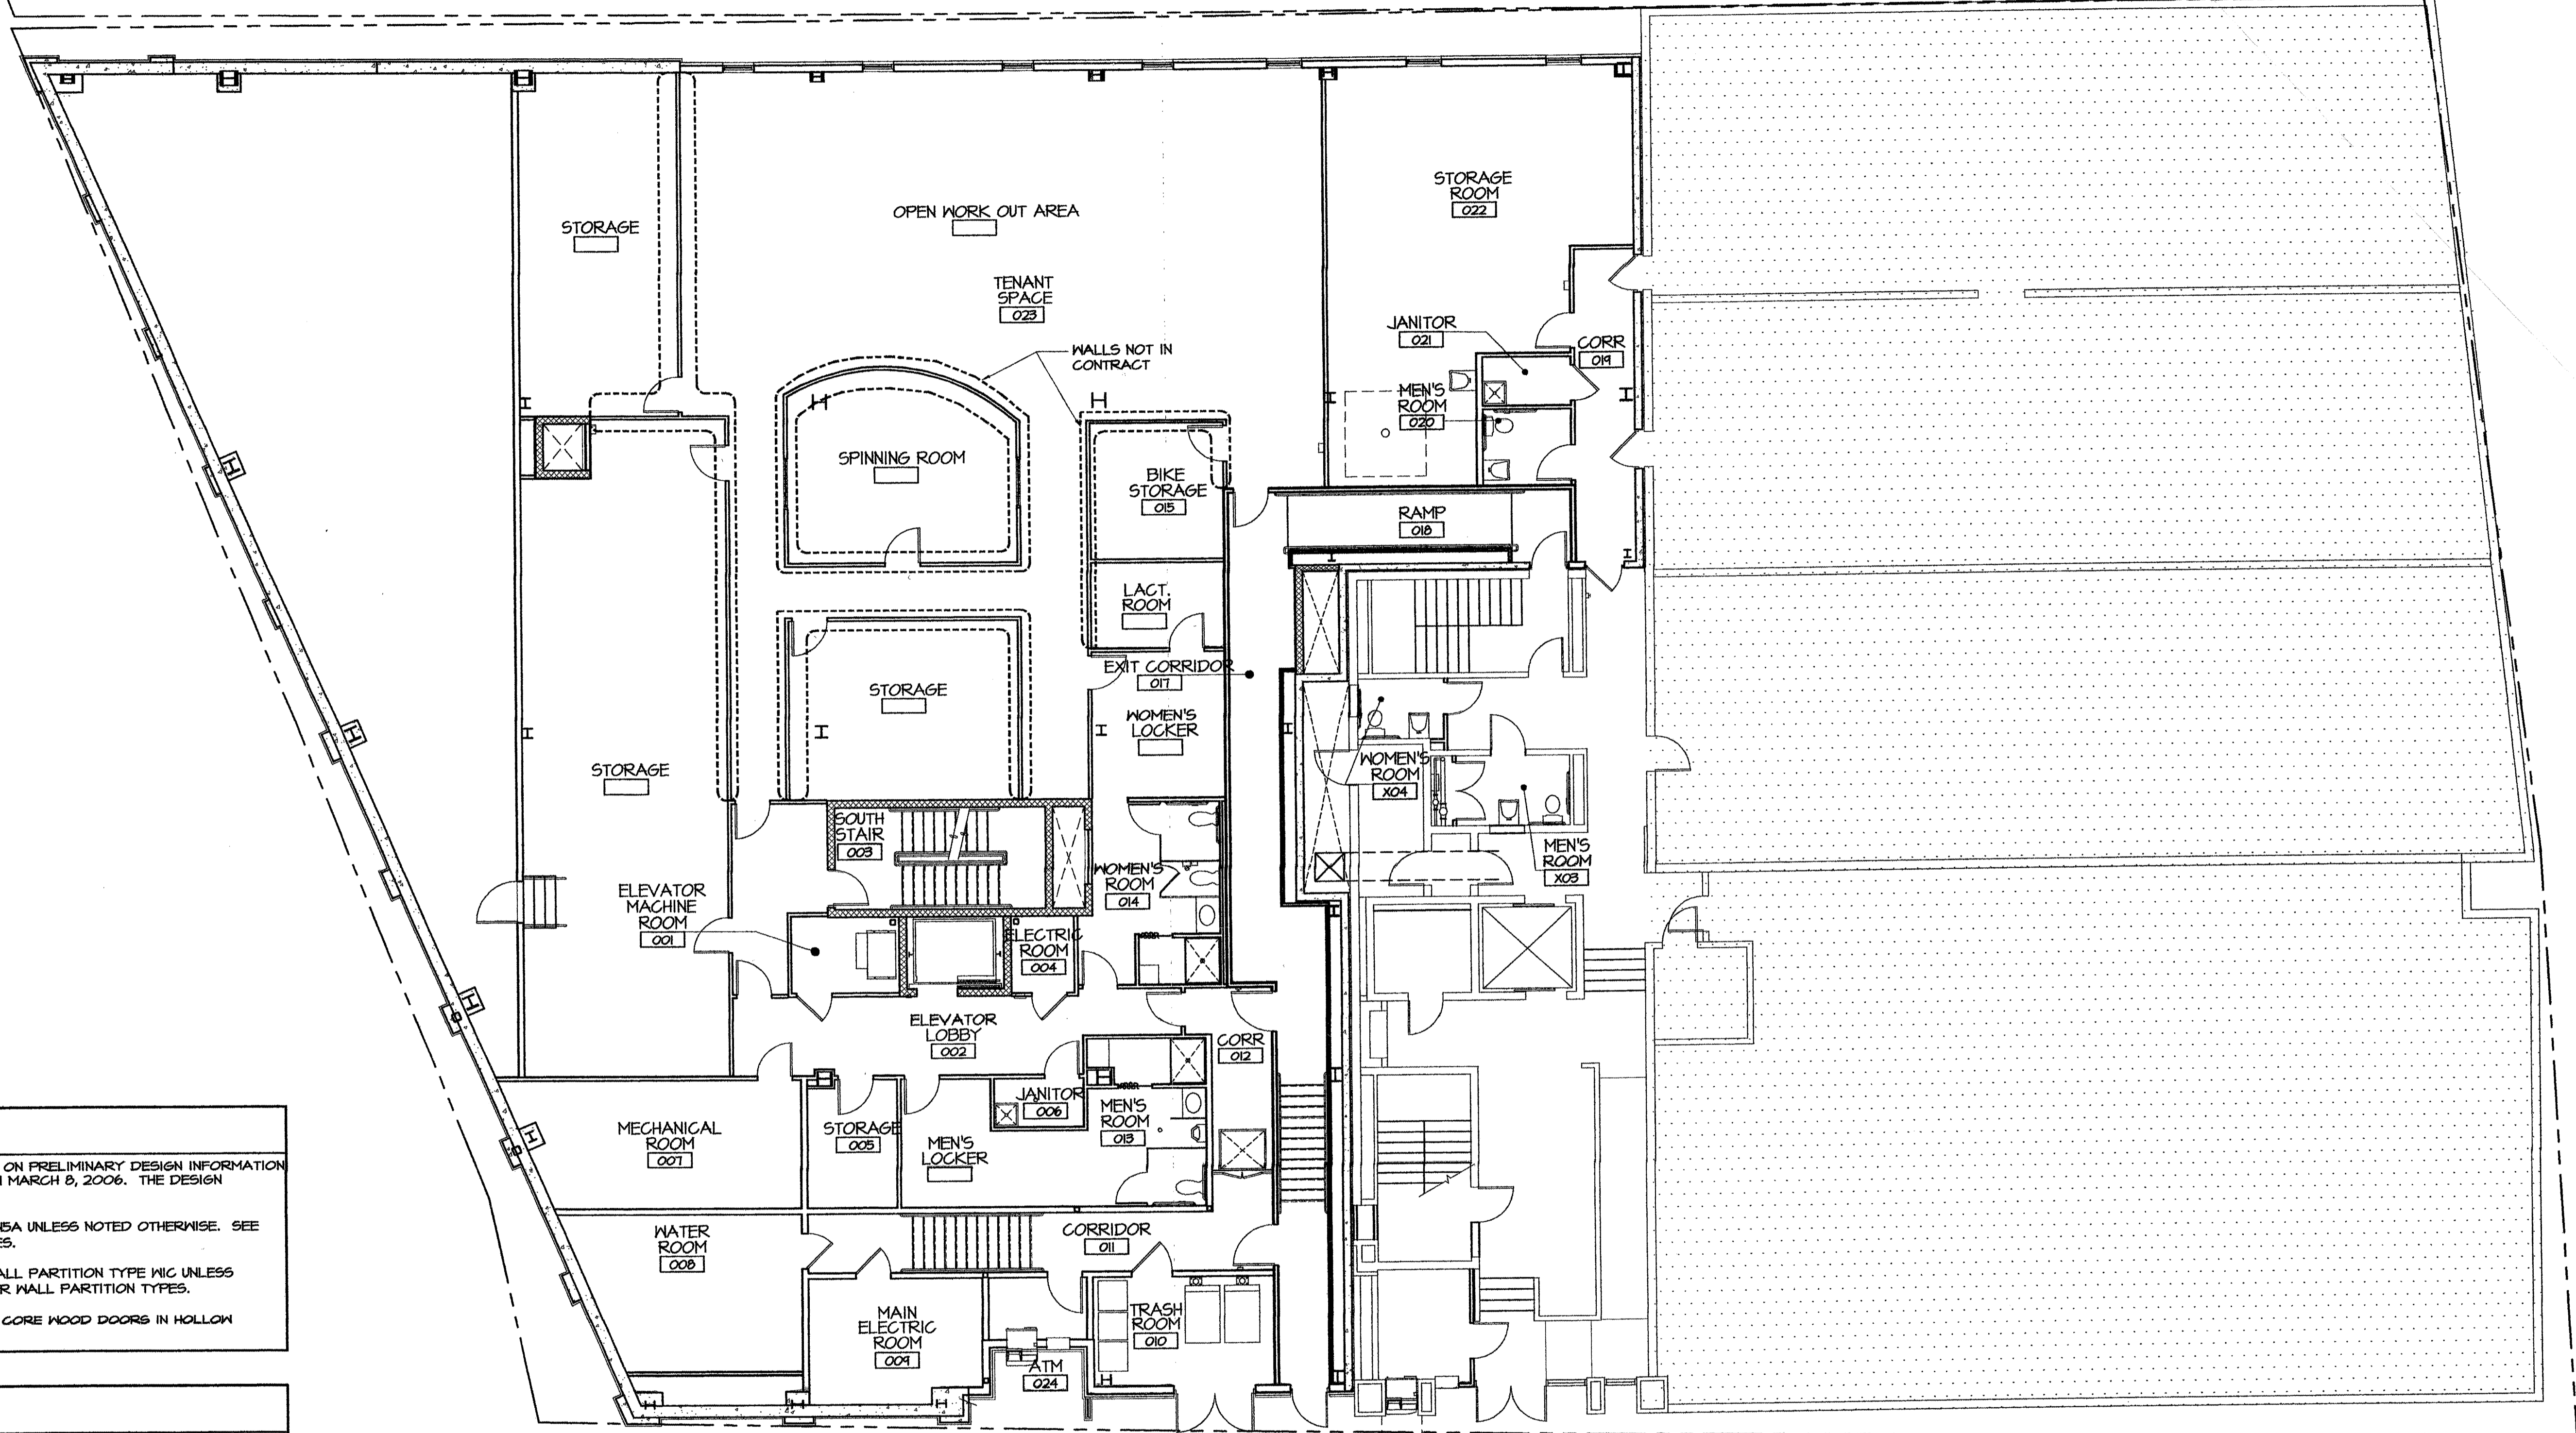 STORAGE
OPEN WORK OUT AREA
TENANT
SPACE
023
WALLS NOT IN
CONTRACT
STORAGE
ROOM
022
JANITOR
021
CORR
019
MEN'S
ROOM
020
SPINNING ROOM
BIKE
STORAGE
015
RAMP
018
LACT.
ROOM
EXIT CORRIDOR
017
STORAGE
WOMEN'S
LOCKER
STORAGE
WOMEN'S
ROOM
X04
SOUTH
STAIR
003
MEN'S
ROOM
X03
WOMEN'S
ROOM
014
ELEVATOR
MACHINE
ROOM
001
ELECTRIC
ROOM
004
ELEVATOR
LOBBY
002
CORR
012
JANITOR
006
MEN'S
ROOM
013
MECHANICAL
ROOM
007
STORAGE
005
MEN'S
LOCKER
WATER
ROOM
008
CORRIDOR
011
MAIN
ELECTRIC
ROOM
009
TRASH
ROOM
010
ATM
024
ON PRELIMINARY DESIGN INFORMATION
MARCH 8, 2006. THE DESIGN
UNLESS NOTED OTHERWISE. SEE
PARTITION TYPE W1C UNLESS
WALL PARTITION TYPES.
CORE WOOD DOORS IN HOLLOW